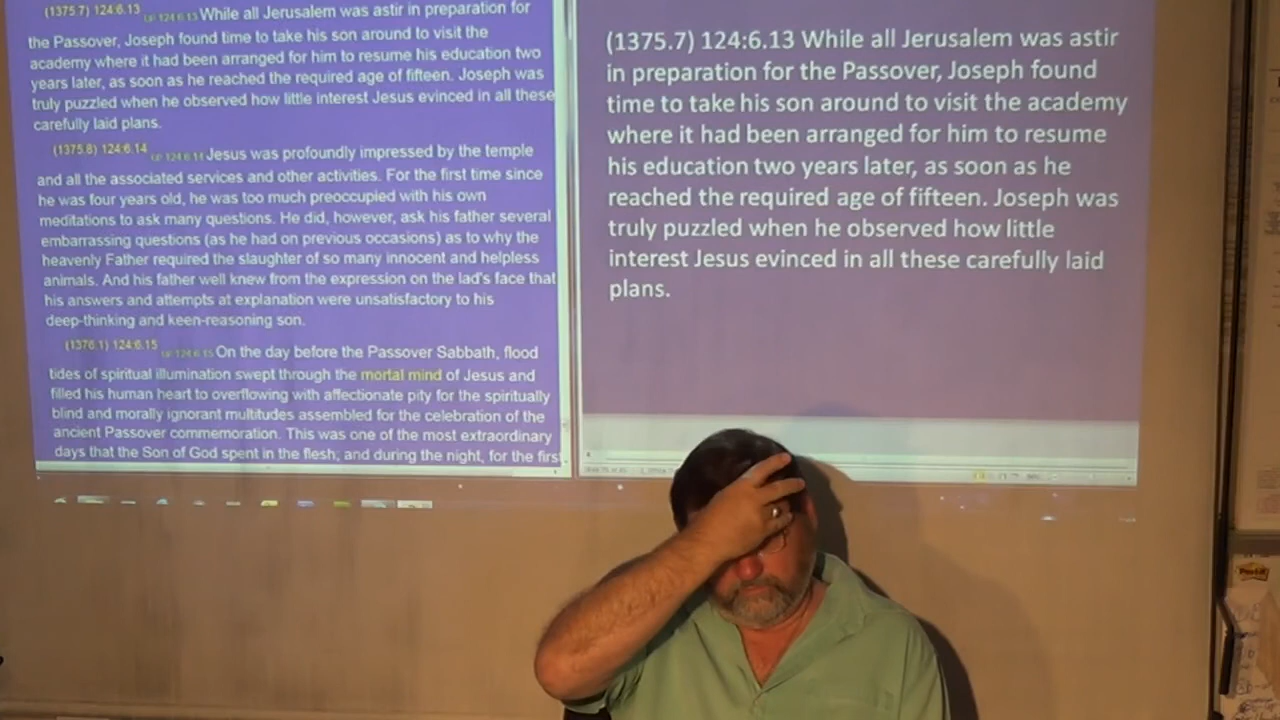 (1375.7) 124:6.13 While all Jerusalem was astir in preparation for
the Passover, Joseph found time to take his son around to visit the
academy where it had been arranged for him to resume his education two
years later, as soon as he reached the required age of fifteen. Joseph was
truly puzzled when he observed how little interest Jesus evinced in all these
carefully laid plans.
(1375.8) 124:6.14 Jesus was profoundly impressed by the temple
and all the associated services and other activities. For the first time since
he was four years old, he was too much preoccupied with his own
meditations to ask many questions. He did, however, ask his father several
embarrassing questions (as he had on previous occasions) as to why the
heavenly Father required the slaughter of so many innocent and helpless
animals. And his father well knew from the expression on the lad's face that
his answers and attempts at explanation were unsatisfactory to his
deep-thinking and keen-reasoning son.
(1376.1) 124:6.15 On the day before the Passover Sabbath, flood
tides of spiritual illumination swept through the mortal mind of Jesus and
filled his human heart to overflowing with affectionate pity for the spiritually
blind and morally ignorant multitudes assembled for the celebration of the
ancient Passover commemoration. This was one of the most extraordinary
days that the Son of God spent in the flesh; and during the night, for the first
(1375.7) 124:6.13 While all Jerusalem was astir
in preparation for the Passover, Joseph found
time to take his son around to visit the academy
where it had been arranged for him to resume
his education two years later, as soon as he
reached the required age of fifteen. Joseph was
truly puzzled when he observed how little
interest Jesus evinced in all these carefully laid
plans.
Post-it